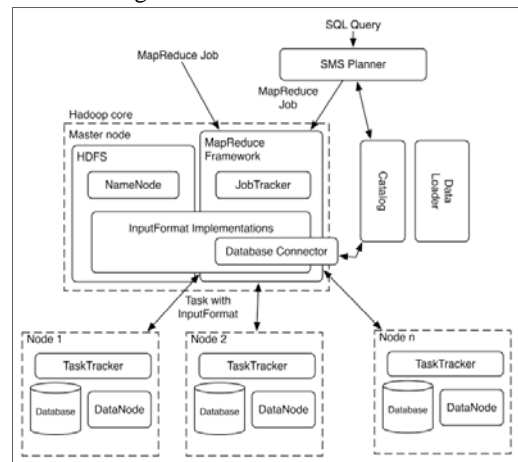 SQL Query
SMS Planner
MapReduce Job
MapReduce
Job
Hadoop core
Master node
HDFS
MapReduce
Framework
NameNode
JobTracker
InputFormat Implementations
Database Connector
Catalog
Data
Loader
Task with
InputFormat
Node 1
TaskTracker
Database
DataNode
Node 2
TaskTracker
Database
DataNode
Node n
TaskTracker
Database
DataNode